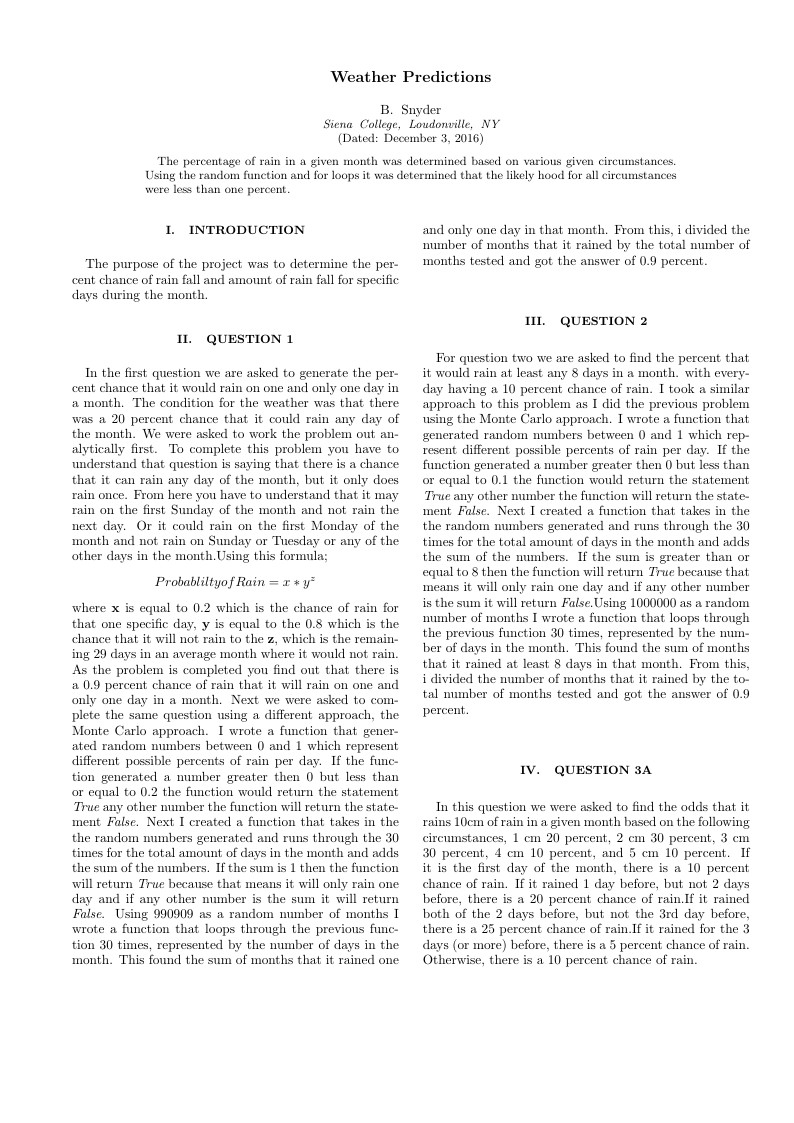 Weather Predictions
B. Snyder
Siena College, Loudonville, NY
(Dated: December 3, 2016)
The percentage of rain in a given month was determined based on various given circumstances.
Using the random function and for loops it was determined that the likely hood for all circumstances
were less than one percent.
I. INTRODUCTION
The purpose of the project was to determine the per-
cent chance of rain fall and amount of rain fall for specific
days during the month.
II. QUESTION 1
In the first question we are asked to generate the per-
cent chance that it would rain on one and only one day in
a month. The condition for the weather was that there
was a 20 percent chance that it could rain any day of
the month. We were asked to work the problem out an-
alytically first. To complete this problem you have to
understand that question is saying that there is a chance
that it can rain any day of the month, but it only does
rain once. From here you have to understand that it may
rain on the first Sunday of the month and not rain the
next day. Or it could rain on the first Monday of the
month and not rain on Sunday or Tuesday or any of the
other days in the month.Using this formula;
ProbabliltyofRain = x ∗ y^z
where x is equal to 0.2 which is the chance of rain for
that one specific day, y is equal to the 0.8 which is the
chance that it will not rain to the z, which is the remain-
ing 29 days in an average month where it would not rain.
As the problem is completed you find out that there is
a 0.9 percent chance of rain that it will rain on one and
only one day in a month. Next we were asked to com-
plete the same question using a different approach, the
Monte Carlo approach. I wrote a function that gener-
ated random numbers between 0 and 1 which represent
different possible percents of rain per day. If the func-
tion generated a number greater then 0 but less than
or equal to 0.2 the function would return the statement
True any other number the function will return the state-
ment False. Next I created a function that takes in the
the random numbers generated and runs through the 30
times for the total amount of days in the month and adds
the sum of the numbers. If the sum is 1 then the function
will return True because that means it will only rain one
day and if any other number is the sum it will return
False. Using 990909 as a random number of months I
wrote a function that loops through the previous func-
tion 30 times, represented by the number of days in the
month. This found the sum of months that it rained one
and only one day in that month. From this, i divided the
number of months that it rained by the total number of
months tested and got the answer of 0.9 percent.
III. QUESTION 2
For question two we are asked to find the percent that
it would rain at least any 8 days in a month. with every-
day having a 10 percent chance of rain. I took a similar
approach to this problem as I did the previous problem
using the Monte Carlo approach. I wrote a function that
generated random numbers between 0 and 1 which rep-
resent different possible percents of rain per day. If the
function generated a number greater then 0 but less than
or equal to 0.1 the function would return the statement
True any other number the function will return the state-
ment False. Next I created a function that takes in the
the random numbers generated and runs through the 30
times for the total amount of days in the month and adds
the sum of the numbers. If the sum is greater than or
equal to 8 then the function will return True because that
means it will only rain one day and if any other number
is the sum it will return False.Using 1000000 as a random
number of months I wrote a function that loops through
the previous function 30 times, represented by the num-
ber of days in the month. This found the sum of months
that it rained at least 8 days in that month. From this,
i divided the number of months that it rained by the to-
tal number of months tested and got the answer of 0.9
percent.
IV. QUESTION 3A
In this question we were asked to find the odds that it
rains 10cm of rain in a given month based on the following
circumstances, 1 cm 20 percent, 2 cm 30 percent, 3 cm
30 percent, 4 cm 10 percent, and 5 cm 10 percent. If
it is the first day of the month, there is a 10 percent
chance of rain. If it rained 1 day before, but not 2 days
before, there is a 20 percent chance of rain.If it rained
both of the 2 days before, but not the 3rd day before,
there is a 25 percent chance of rain.If it rained for the 3
days (or more) before, there is a 5 percent chance of rain.
Otherwise, there is a 10 percent chance of rain.